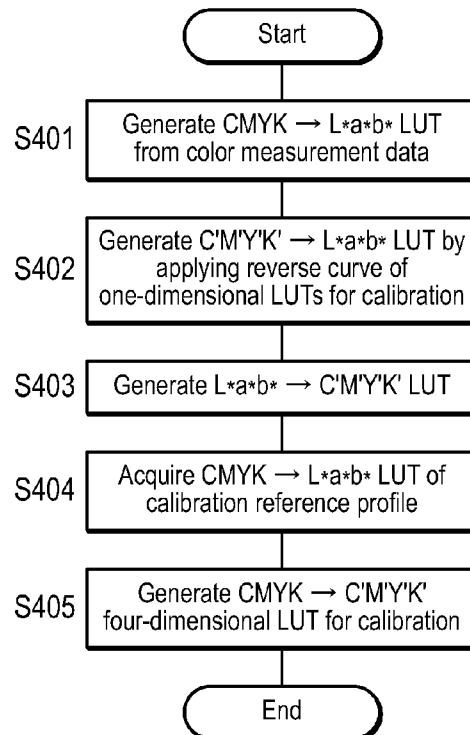 Start
S401
Generate CMYK → L*a*b* LUT
from color measurement data
S402
Generate C'M'Y'K' → L*a*b* LUT by
applying reverse curve of
one-dimensional LUTs for calibration
S403
Generate L*a*b* → C'M'Y'K' LUT
S404
Acquire CMYK → L*a*b* LUT of
calibration reference profile
S405
Generate CMYK → C'M'Y'K'
four-dimensional LUT for calibration
End